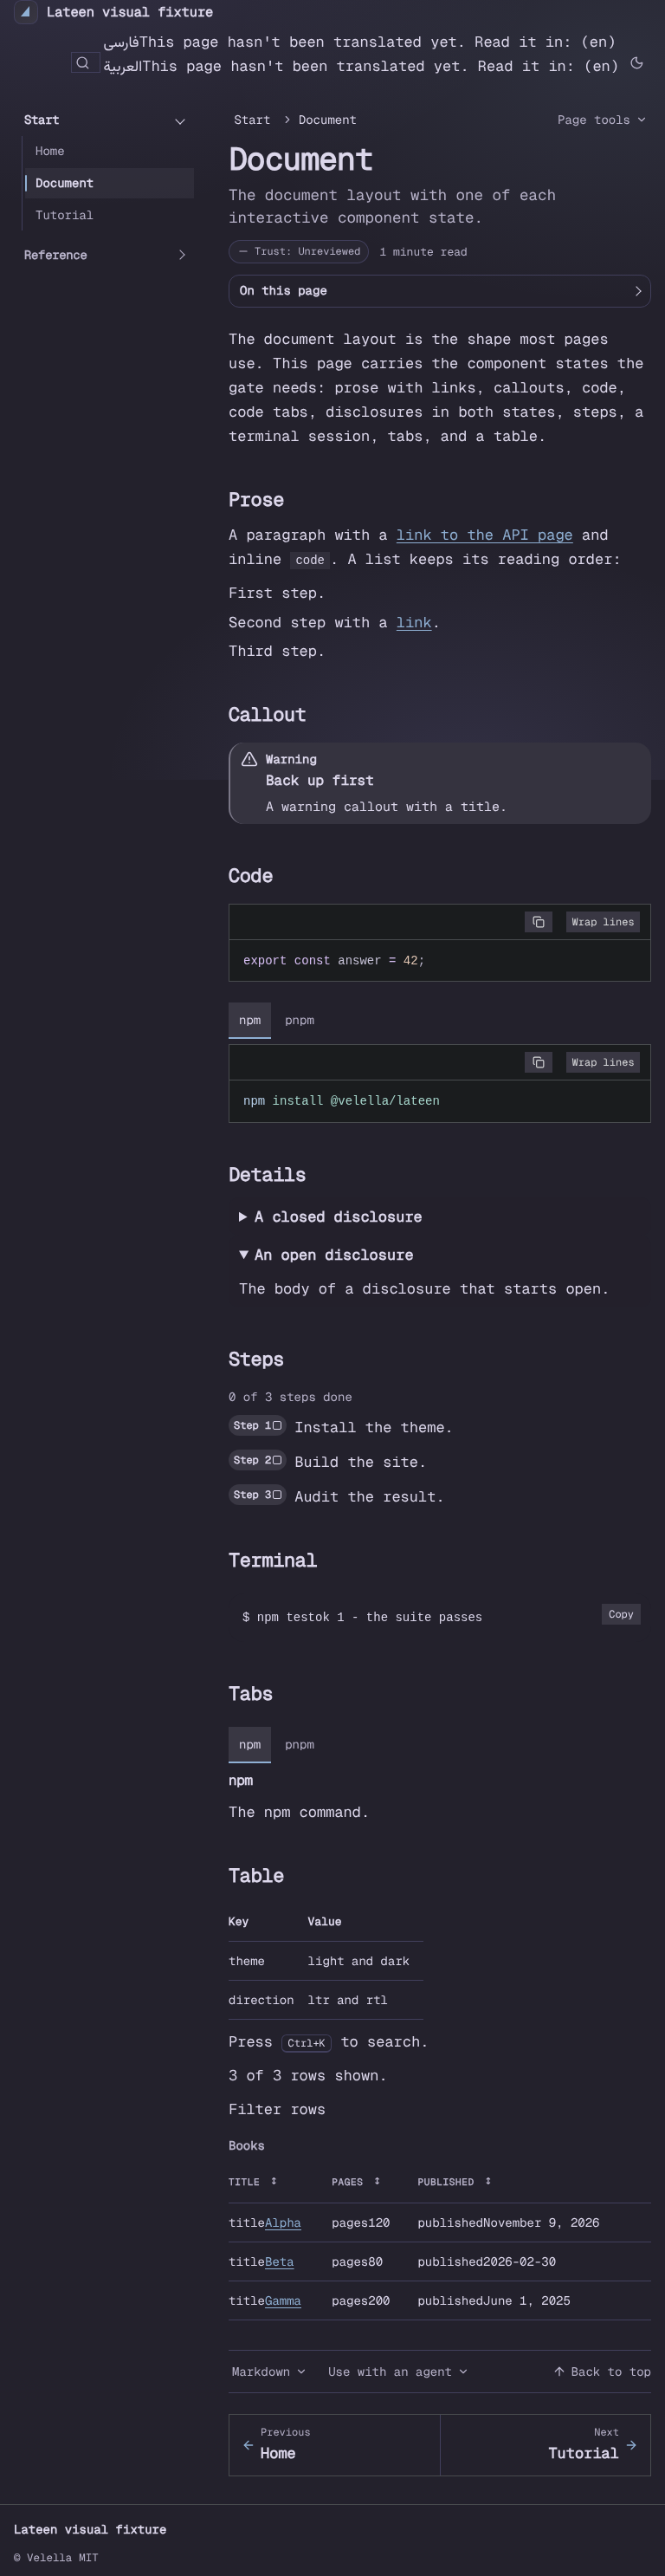 Lateen visual fixture
فارسیThis page hasn't been translated yet. Read it in: (en)
العربيةThis page hasn't been translated yet. Read it in: (en)
Start
Home
Document
Tutorial
Reference
Start > Document
Page tools
Document
The document layout with one of each
interactive component state.
— Trust: Unreviewed
1 minute read
On this page
The document layout is the shape most pages
use. This page carries the component states the
gate needs: prose with links, callouts, code,
code tabs, disclosures in both states, steps, a
terminal session, tabs, and a table.
Prose
A paragraph with a link to the API page and
inline code. A list keeps its reading order:
First step.
Second step with a link.
Third step.
Callout
Warning
Back up first
A warning callout with a title.
Code
Wrap lines
export const answer = 42;
npm pnpm
Wrap lines
npm install @velella/lateen
Details
A closed disclosure
An open disclosure
The body of a disclosure that starts open.
Steps
0 of 3 steps done
Step 1 Install the theme.
Step 2 Build the site.
Step 3 Audit the result.
Terminal
$ npm testok 1 - the suite passes
Copy
Tabs
npm pnpm
npm
The npm command.
Table
Key Value
theme light and dark
direction ltr and rtl
Press Ctrl+K to search.
3 of 3 rows shown.
Filter rows
Books
TITLE ↕ PAGES ↕ PUBLISHED ↕
titleAlpha pages120 publishedNovember 9, 2026
titleBeta pages80 published2026-02-30
titleGamma pages200 publishedJune 1, 2025
Markdown Use with an agent ↑ Back to top
Previous
← Home
Next
Tutorial →
Lateen visual fixture
© Velella MIT